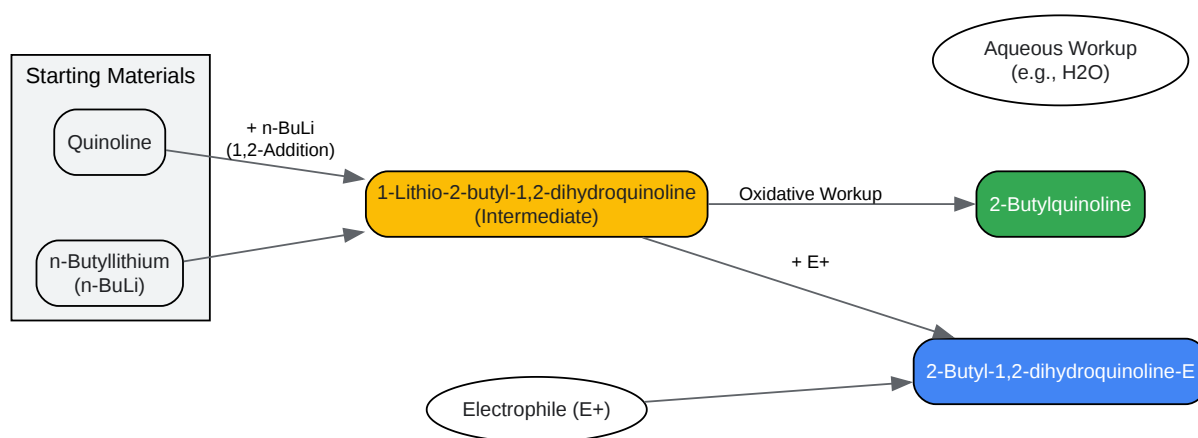 Starting Materials
Quinoline
n-Butyllithium
(n-BuLi)
+ n-BuLi
(1,2-Addition)
1-Lithio-2-butyl-1,2-dihydroquinoline
(Intermediate)
Oxidative Workup
2-Butylquinoline
Aqueous Workup
(e.g., H2O)
+ E+
2-Butyl-1,2-dihydroquinoline-E
Electrophile (E+)